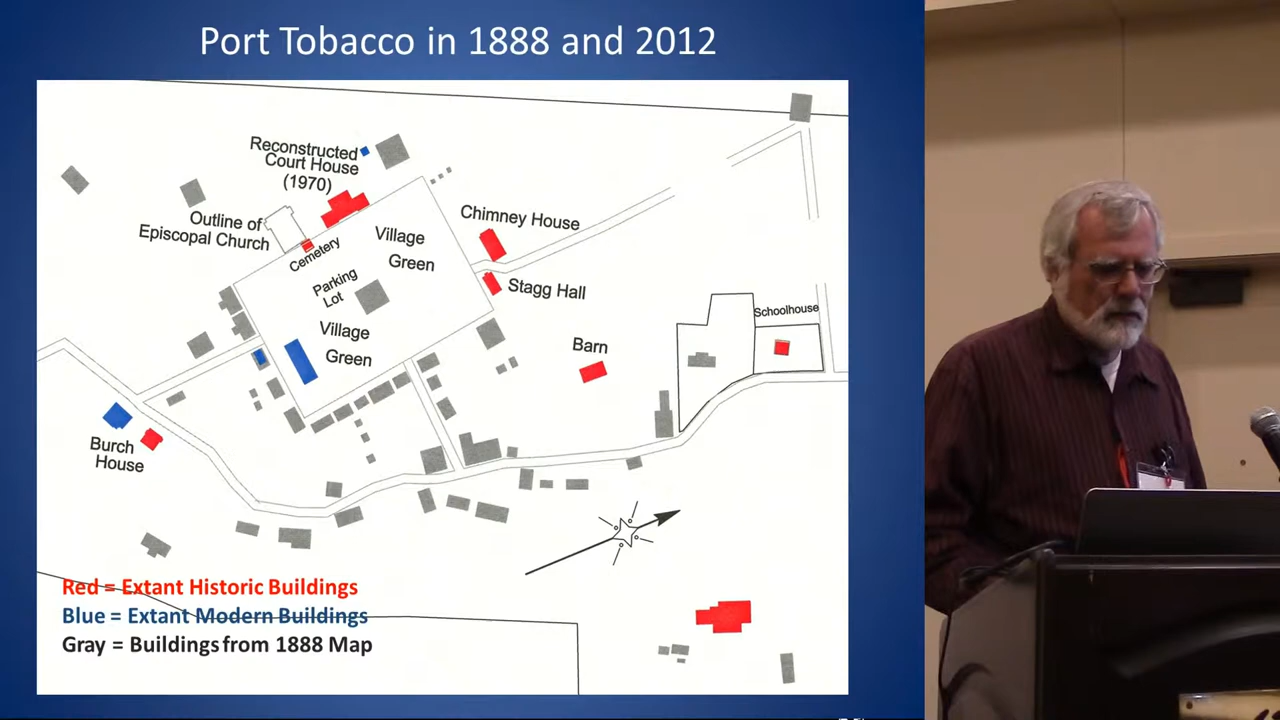 Port Tobacco in 1888 and 2012
Reconstructed
Court House
(1970)
Outline of
Episcopal Church
Cemetery
Village
Green
Parking
Lot
Village
Green
Chimney House
Stagg Hall
Barn
Schoolhouse
Burch
House
Red = Extant Historic Buildings
Blue = Extant Modern Buildings
Gray = Buildings from 1888 Map